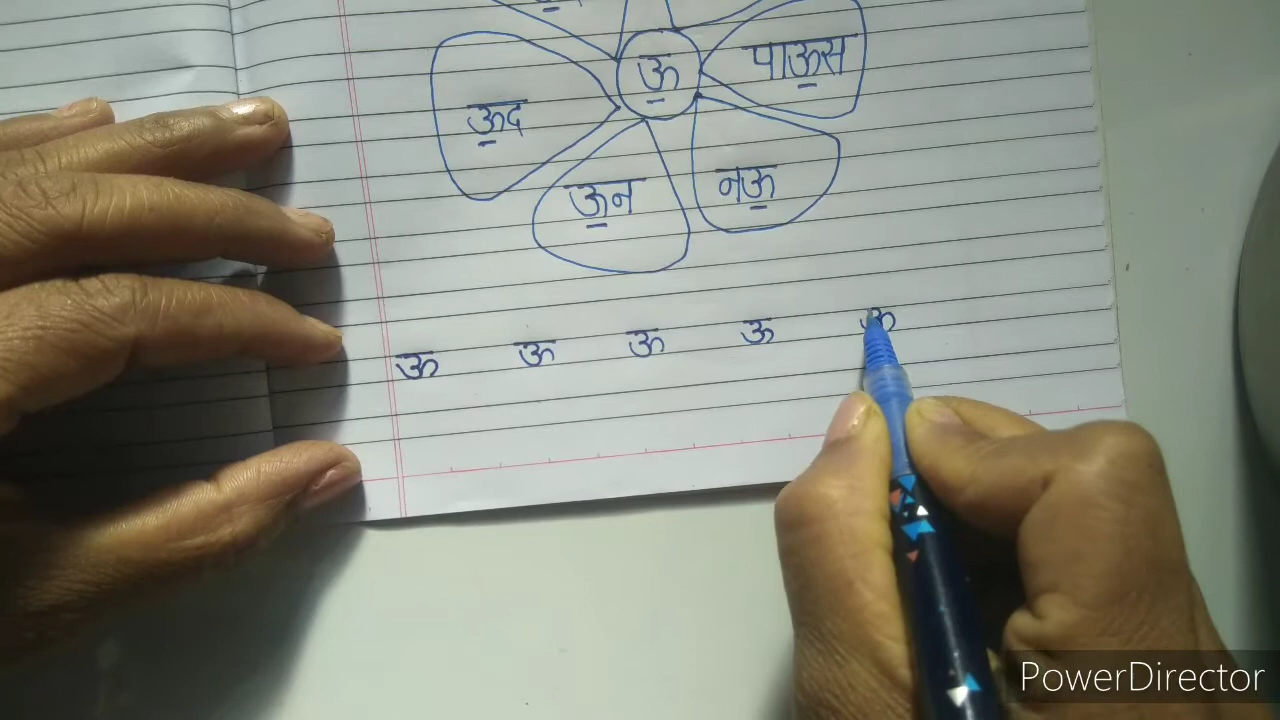 ऊ
पाऊस
ऊद
ऊन
नऊ
ऊ ऊ ऊ ऊ ऊ
PowerDirector